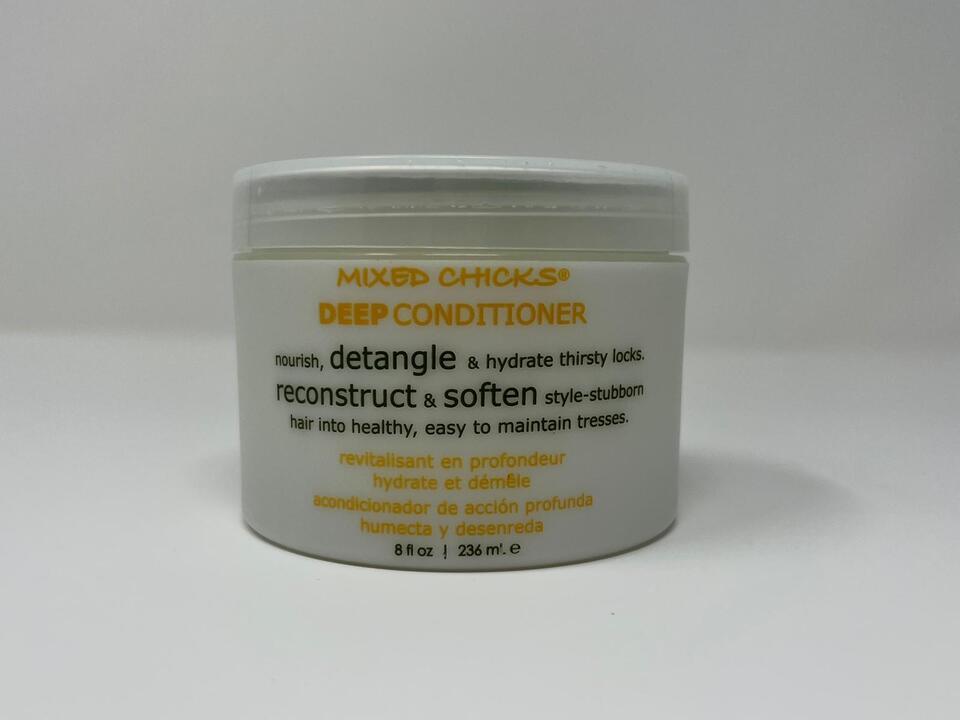 MIXED CHICKS®
DEEP CONDITIONER
nourish, detangle & hydrate thirsty locks.
reconstruct & soften style-stubborn
hair into healthy, easy to maintain tresses.
revitalisant en profondeur
hydrate et démêle
acondicionador de acción profunda
humecta y desenreda
8 fl oz | 236 ml. e